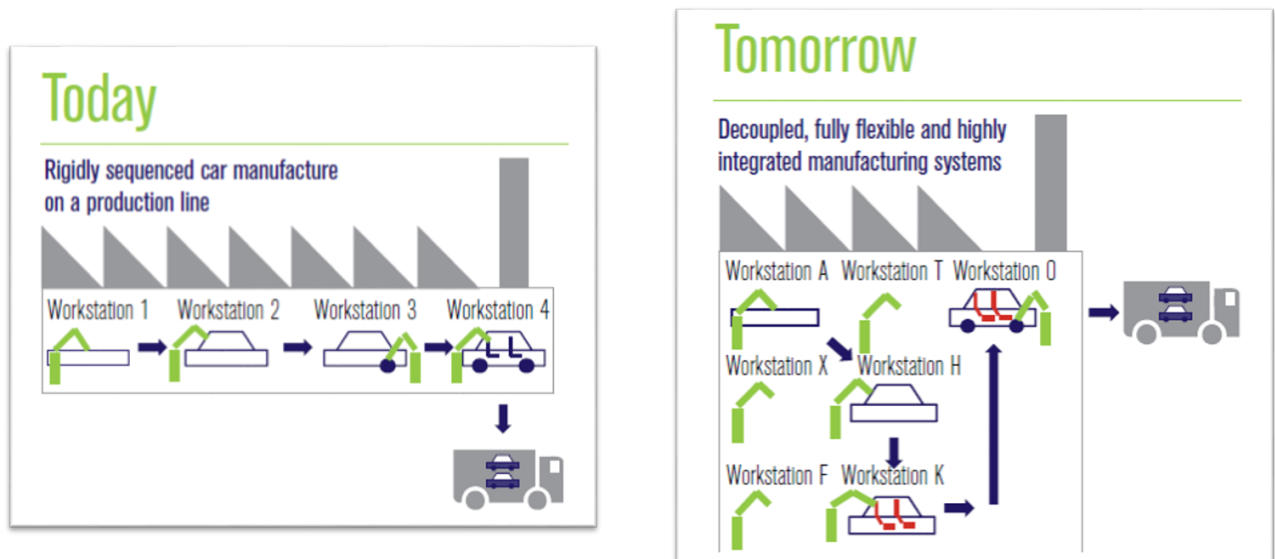 Today
Rigidly sequenced car manufacture
on a production line
Workstation 1
Workstation 2
Workstation 3
Workstation 4
Tomorrow
Decoupled, fully flexible and highly
integrated manufacturing systems
Workstation A
Workstation T
Workstation O
Workstation X
Workstation H
Workstation F
Workstation K